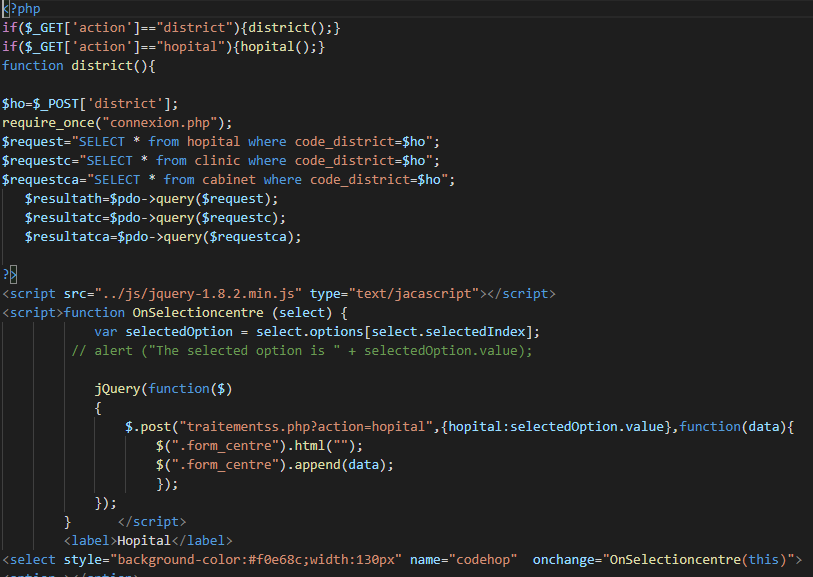 <?php
if($_GET['action']=="district"){district();}
if($_GET['action']=="hopital"){hopital();}
function district(){
$ho=$_POST['district'];
require_once("connexion.php");
$request="SELECT * from hopital where code_district=$ho";
$requestc="SELECT * from clinic where code_district=$ho";
$requestca="SELECT * from cabinet where code_district=$ho";
$resultath=$pdo->query($request);
$resultatc=$pdo->query($requestc);
$resultatca=$pdo->query($requestca);
?>
<script src="../js/jquery-1.8.2.min.js" type="text/jacascript"></script>
<script>function OnSelectioncentre (select) {
var selectedOption = select.options[select.selectedIndex];
// alert ("The selected option is " + selectedOption.value);
jQuery(function($)
{
$.post("traitementss.php?action=hopital",{hopital:selectedOption.value},function(data){
$(".form_centre").html("");
$(".form_centre").append(data);
});
});
} </script>
<label>Hopital</label>
<select style="background-color:#f0e68c;width:130px" name="codehop" onchange="OnSelectioncentre(this)">